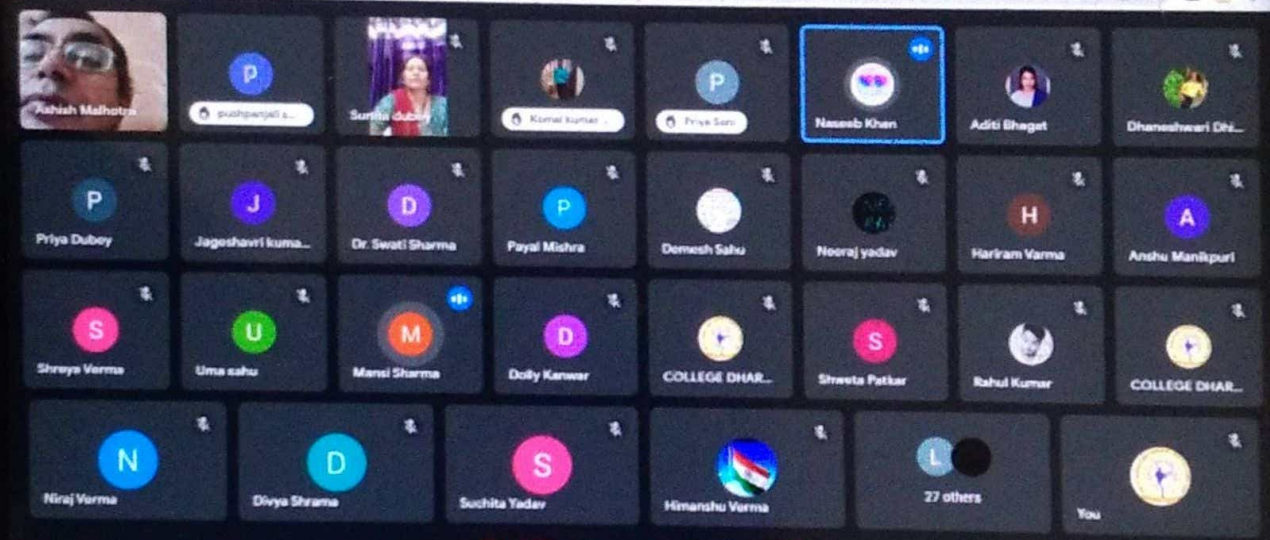 Ashish Malhotra
P
pushpanjali s...
Sunita dubey
Komal kumar ...
P
Priya Soni
Naseeb Khan
Aditi Bhagat
Dhaneshwari Dhi...
P
Priya Dubey
J
Jageshavri kuma...
D
Dr. Swati Sharma
P
Payal Mishra
Demesh Sahu
Neeraj yadav
H
Hariram Varma
A
Anshu Manikpuri
S
Shreya Verma
U
Uma sahu
M
Mansi Sharma
D
Dolly Kanwar
COLLEGE DHAR...
S
Shweta Patkar
Rahul Kumar
COLLEGE DHAR...
N
Niraj Verma
D
Divya Shrama
S
Suchita Yadav
Himanshu Verma
L
27 others
You